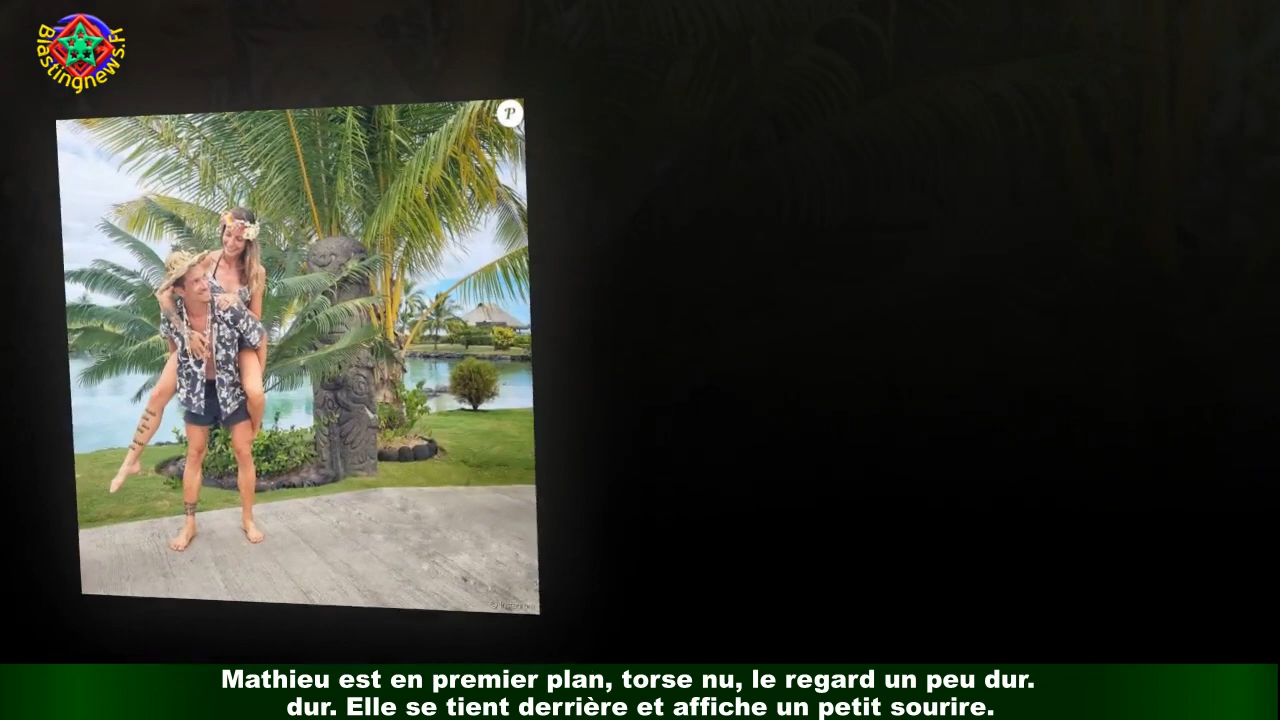 Blastingnews.Fr
P
Mathieu est en premier plan, torse nu, le regard un peu dur.
dur. Elle se tient derrière et affiche un petit sourire.